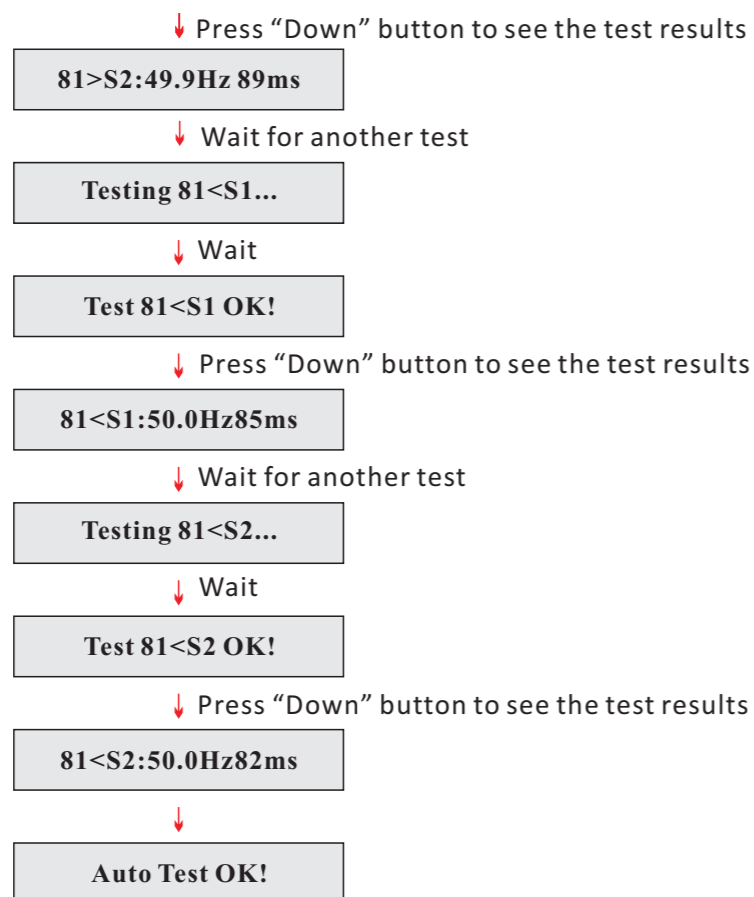 Press “Down” button to see the test results
81>S2:49.9Hz 89ms
Wait for another test
Testing 81<S1...
Wait
Test 81<S1 OK!
Press “Down” button to see the test results
81<S1:50.0Hz85ms
Wait for another test
Testing 81<S2...
Wait
Test 81<S2 OK!
Press “Down” button to see the test results
81<S2:50.0Hz82ms
Auto Test OK!